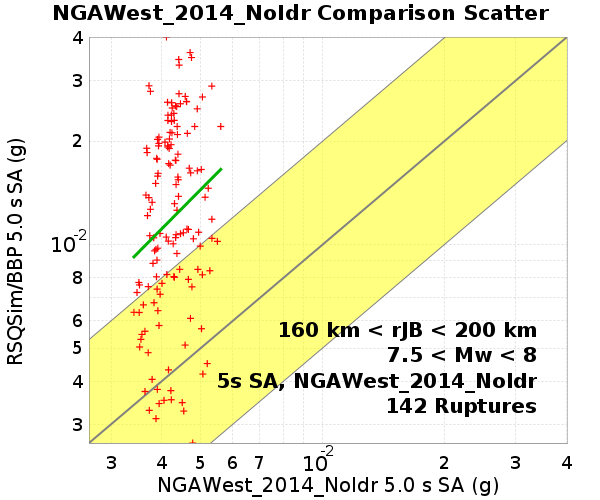 NGAWest_2014_NoIdr Comparison Scatter
4
3
2
10-2
8
6
5
4
3
RSQSim/BBP 5.0 s SA (g)
160 km < rJB < 200 km
7.5 < Mw < 8
5s SA, NGAWest_2014_NoIdr
142 Ruptures
3 4 5 6 7 10-2 2 3 4
NGAWest_2014_NoIdr 5.0 s SA (g)